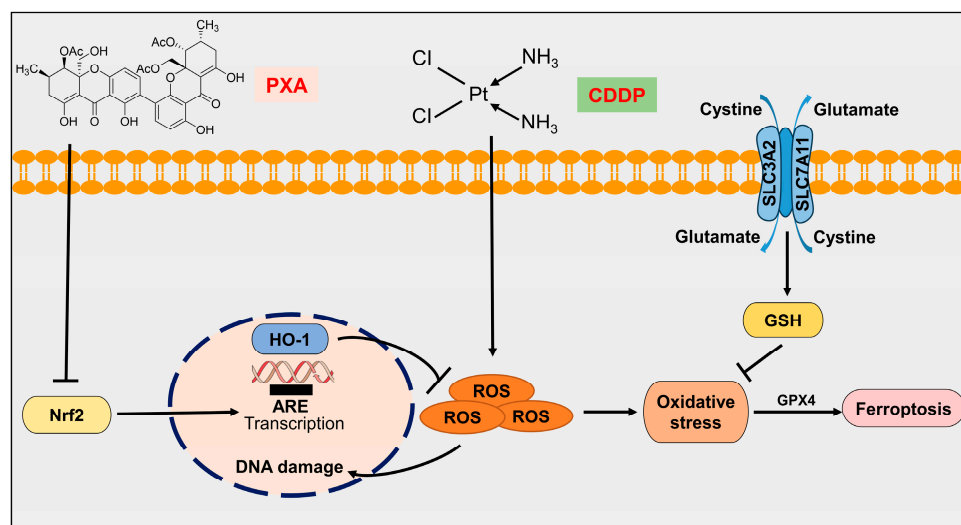 CH₃
AcO
OAc
OH
AcO
H₃C
O
AcO
OH
O
OH
O
OH
O
OH
OH
PXA
Cl
NH₃
Pt
Cl
NH₃
CDDP
Cystine
Glutamate
SLC3A2
SLC7A11
Glutamate
Cystine
GSH
HO-1
Nrf2
ARE
Transcription
DNA damage
ROS
ROS
ROS
Oxidative
stress
GPX4
Ferroptosis